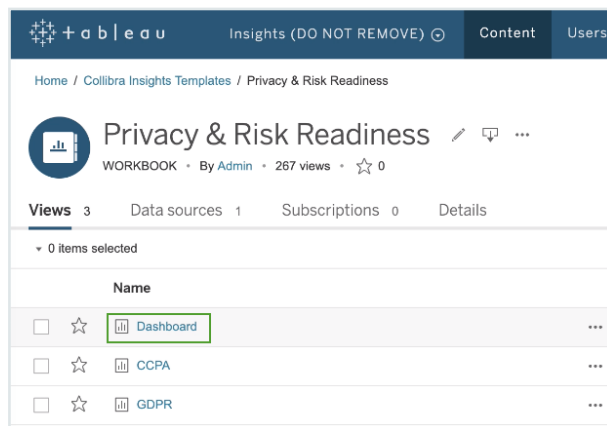 + a b | e a u Insights (DO NOT REMOVE) Content Users
Home / Collibra Insights Templates / Privacy & Risk Readiness
Privacy & Risk Readiness
WORKBOOK • By Admin • 267 views • 0
Views 3 Data sources 1 Subscriptions 0 Details
0 items selected
Name
Dashboard
CCPA
GDPR